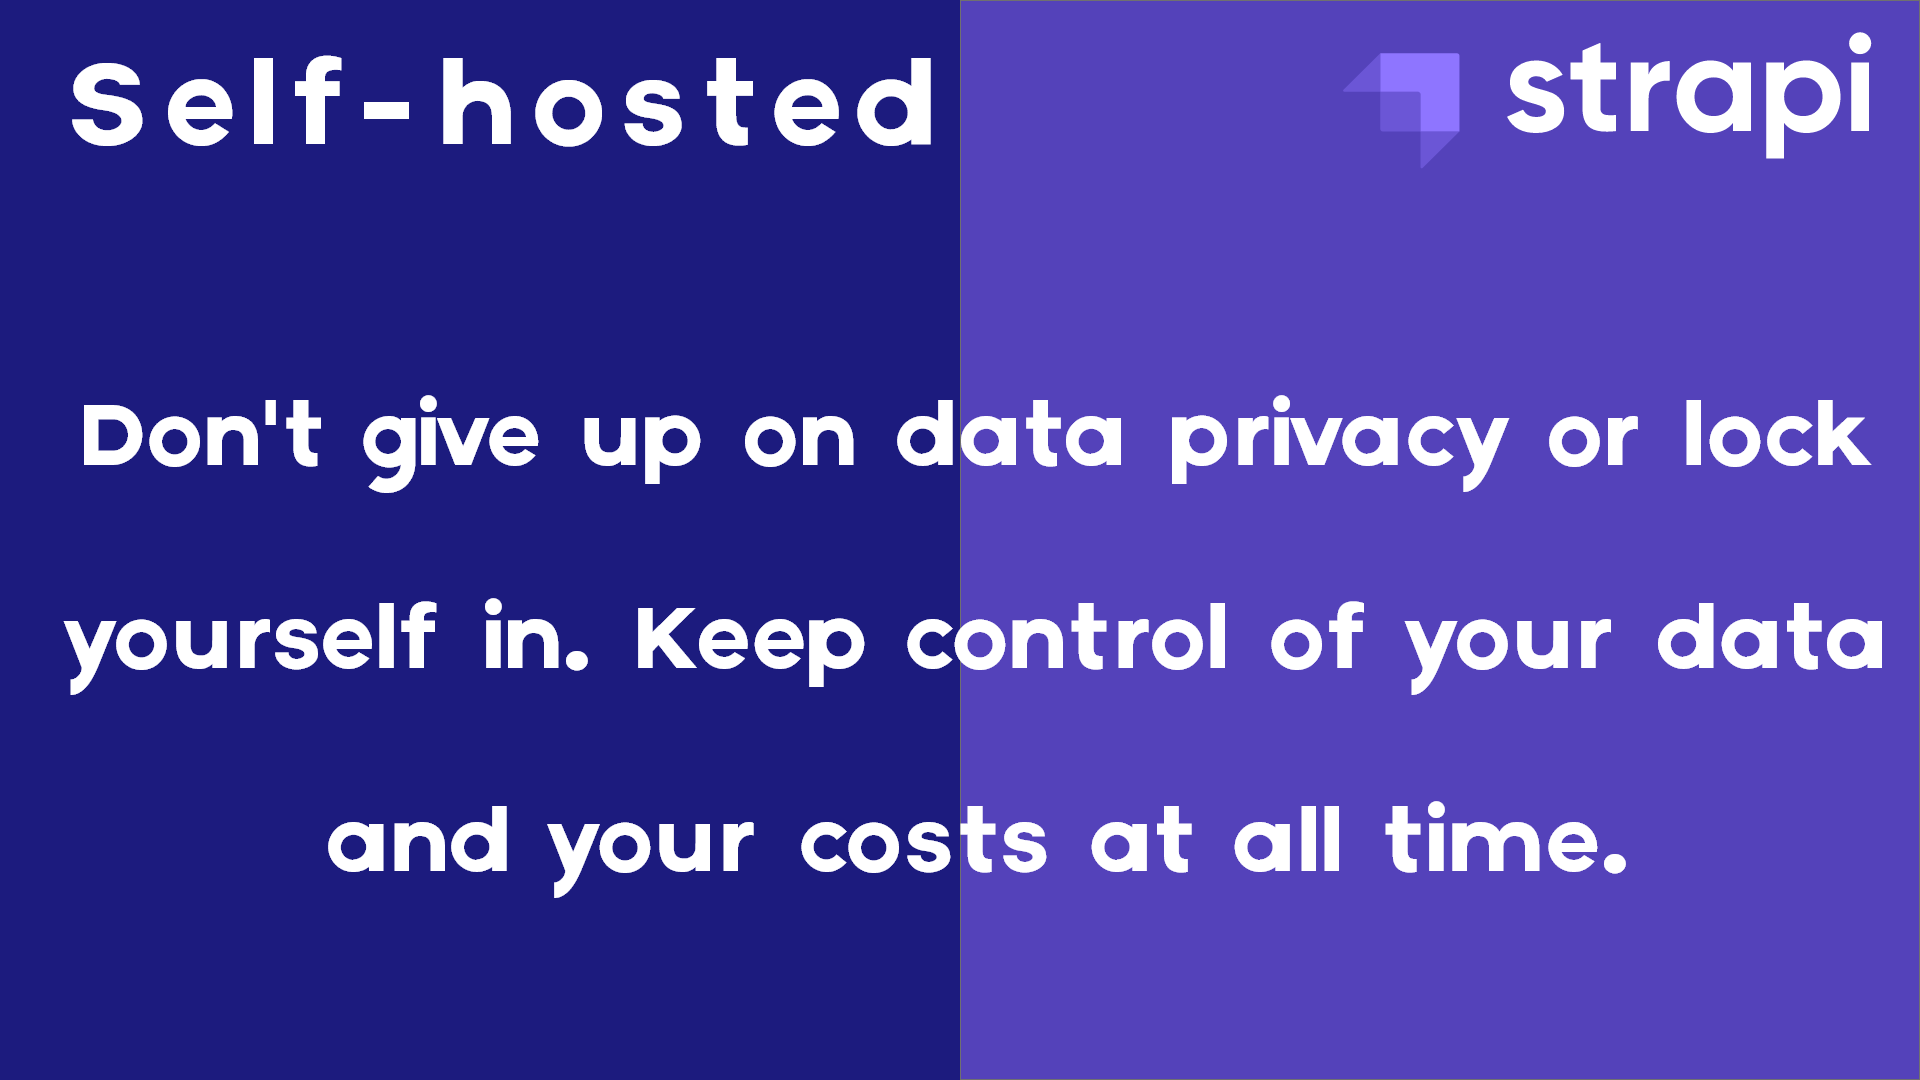 Self-hosted
strapi
Don't give up on data privacy or lock
yourself in. Keep control of your data
and your costs at all time.